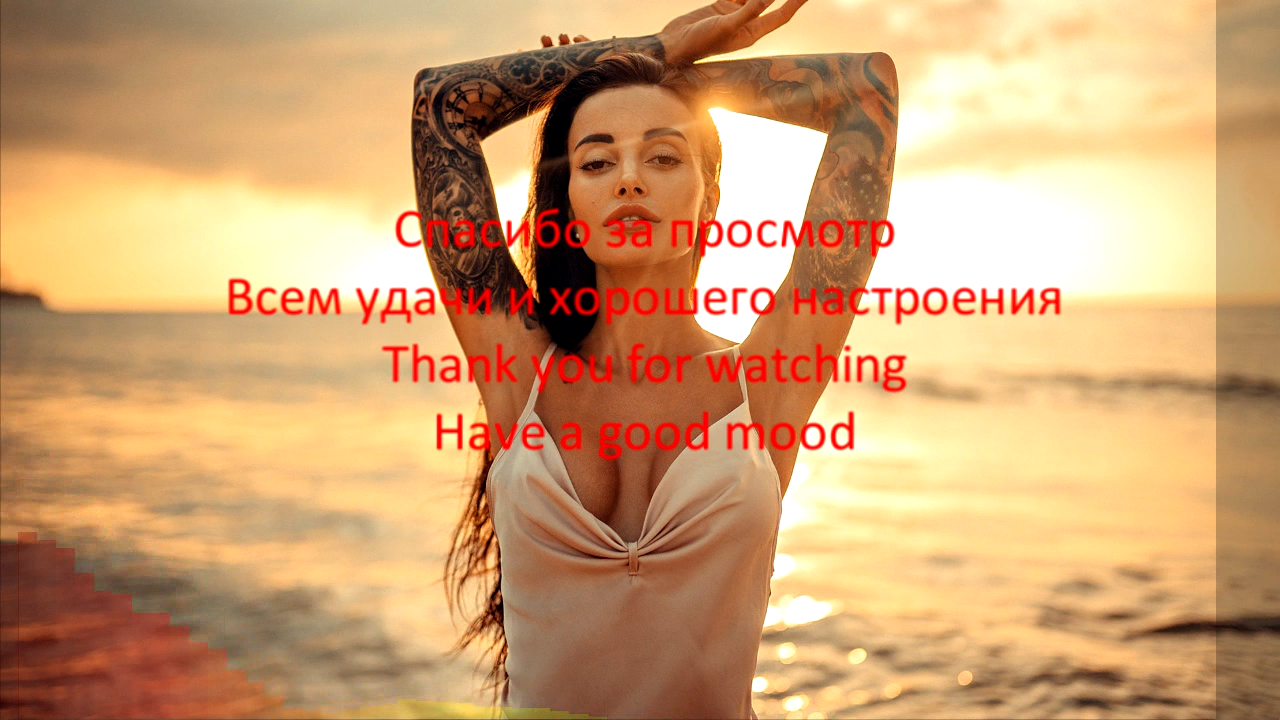 Спасибо за просмотр
Всем удачи и хорошего настроения
Thank you for watching
Have a good mood